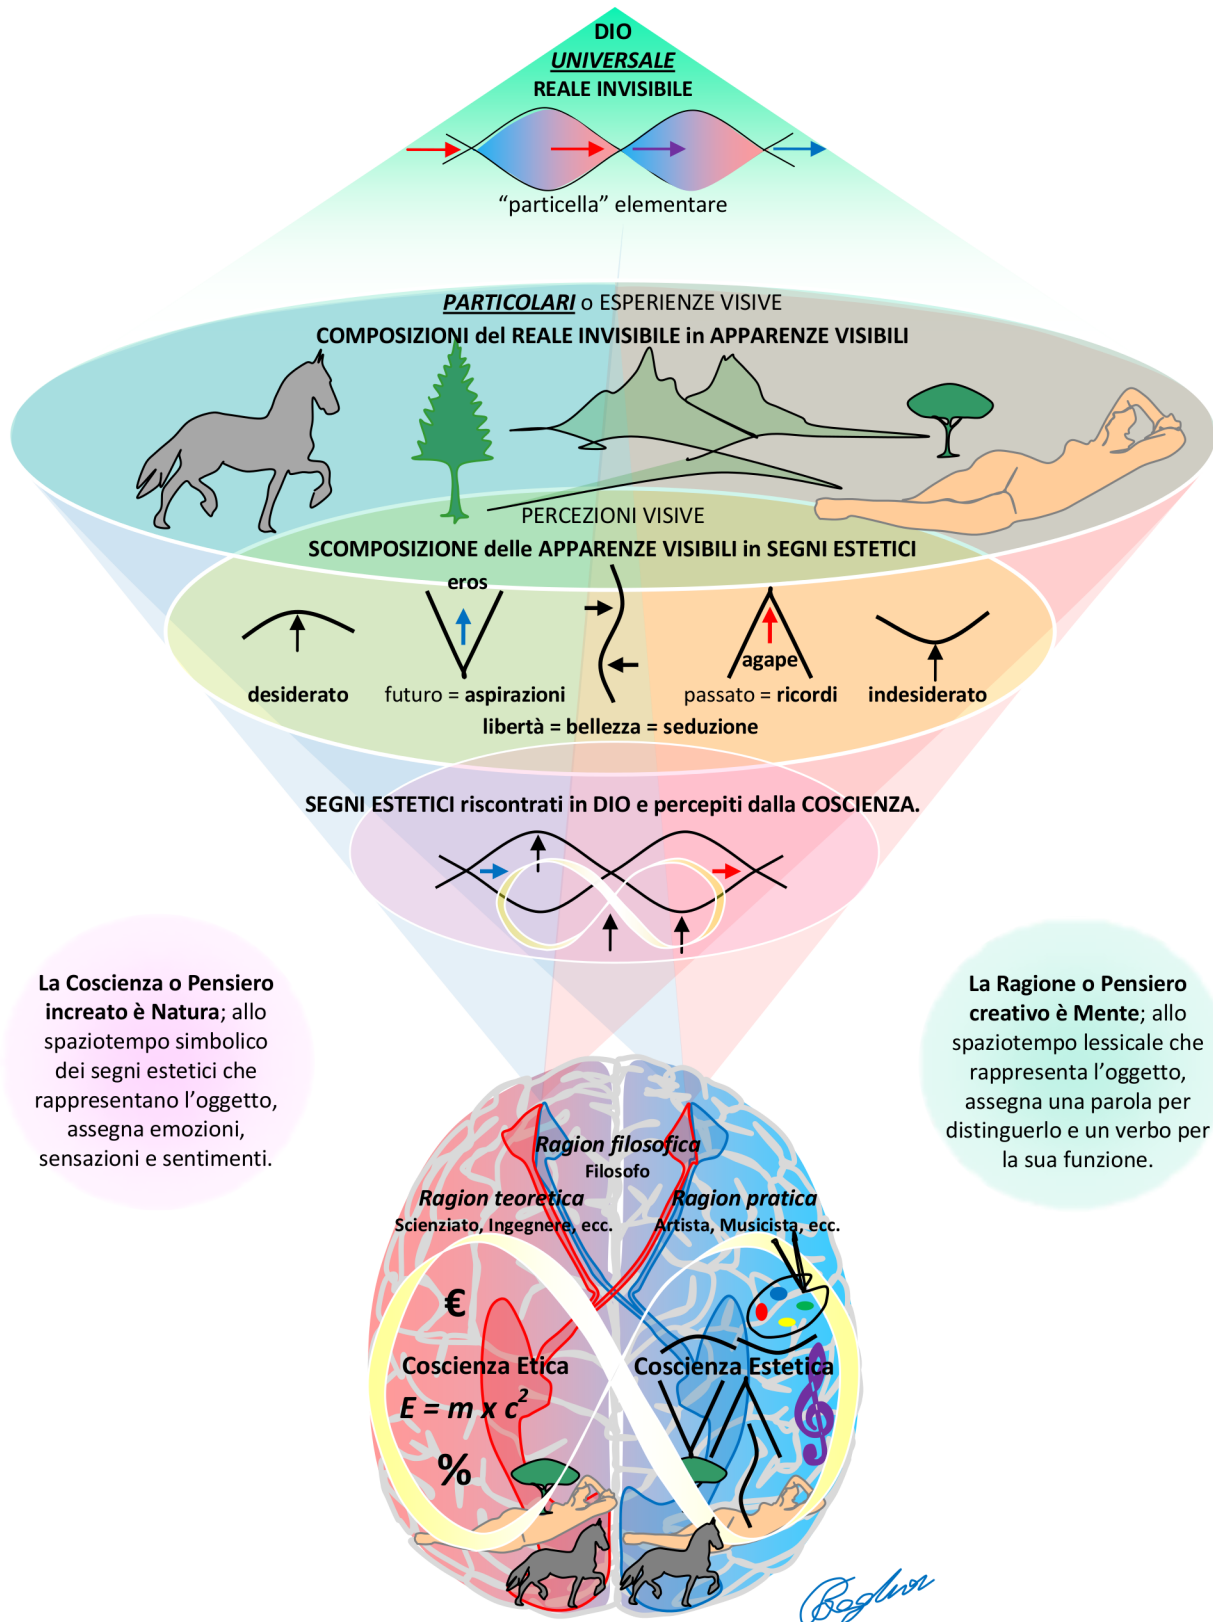 DIO
UNIVERSALE
REALE INVISIBILE
“particella” elementare
PARTICOLARI o ESPERIENZE VISIVE
COMPOSIZIONI del REALE INVISIBILE in APPARENZE VISIBILI
PERCEZIONI VISIVE
SCOMPOSIZIONE delle APPARENZE VISIBILI in SEGNI ESTETICI
eros
agape
desiderato
futuro = aspirazioni
passato = ricordi
indesiderato
libertà = bellezza = seduzione
SEGNI ESTETICI riscontrati in DIO e percepiti dalla COSCIENZA.
La Coscienza o Pensiero
increato è Natura; allo
spaziotempo simbolico
dei segni estetici che
rappresentano l’oggetto,
assegna emozioni,
sensazioni e sentimenti.
La Ragione o Pensiero
creativo è Mente; allo
spaziotempo lessicale che
rappresenta l’oggetto,
assegna una parola per
distinguerlo e un verbo per
la sua funzione.
Ragion filosofica
Filosofo
Ragion teoretica
Scienziato, Ingegnere, ecc.
Ragion pratica
Artista, Musicista, ecc.
€
Coscienza Etica
E = m x c²
%
Coscienza Estetica